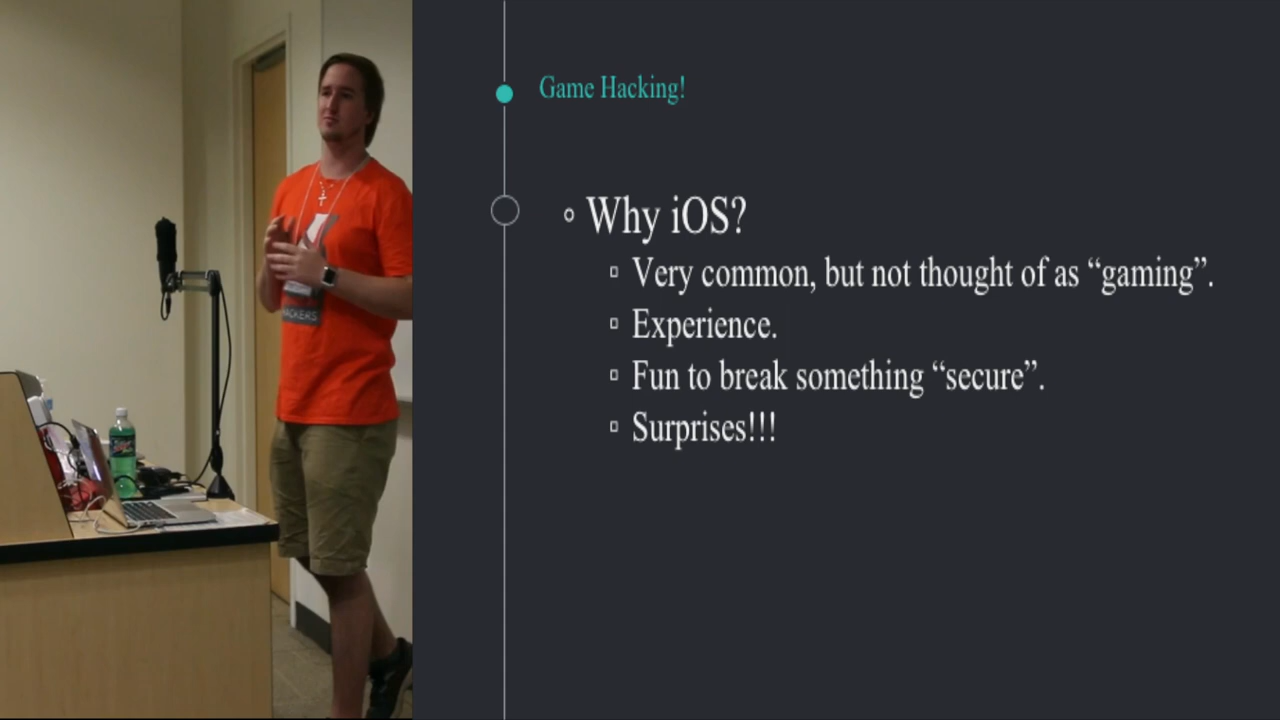 Game Hacking!
Why iOS?
Very common, but not thought of as “gaming”.
Experience.
Fun to break something “secure”.
Surprises!!!
HACKERS